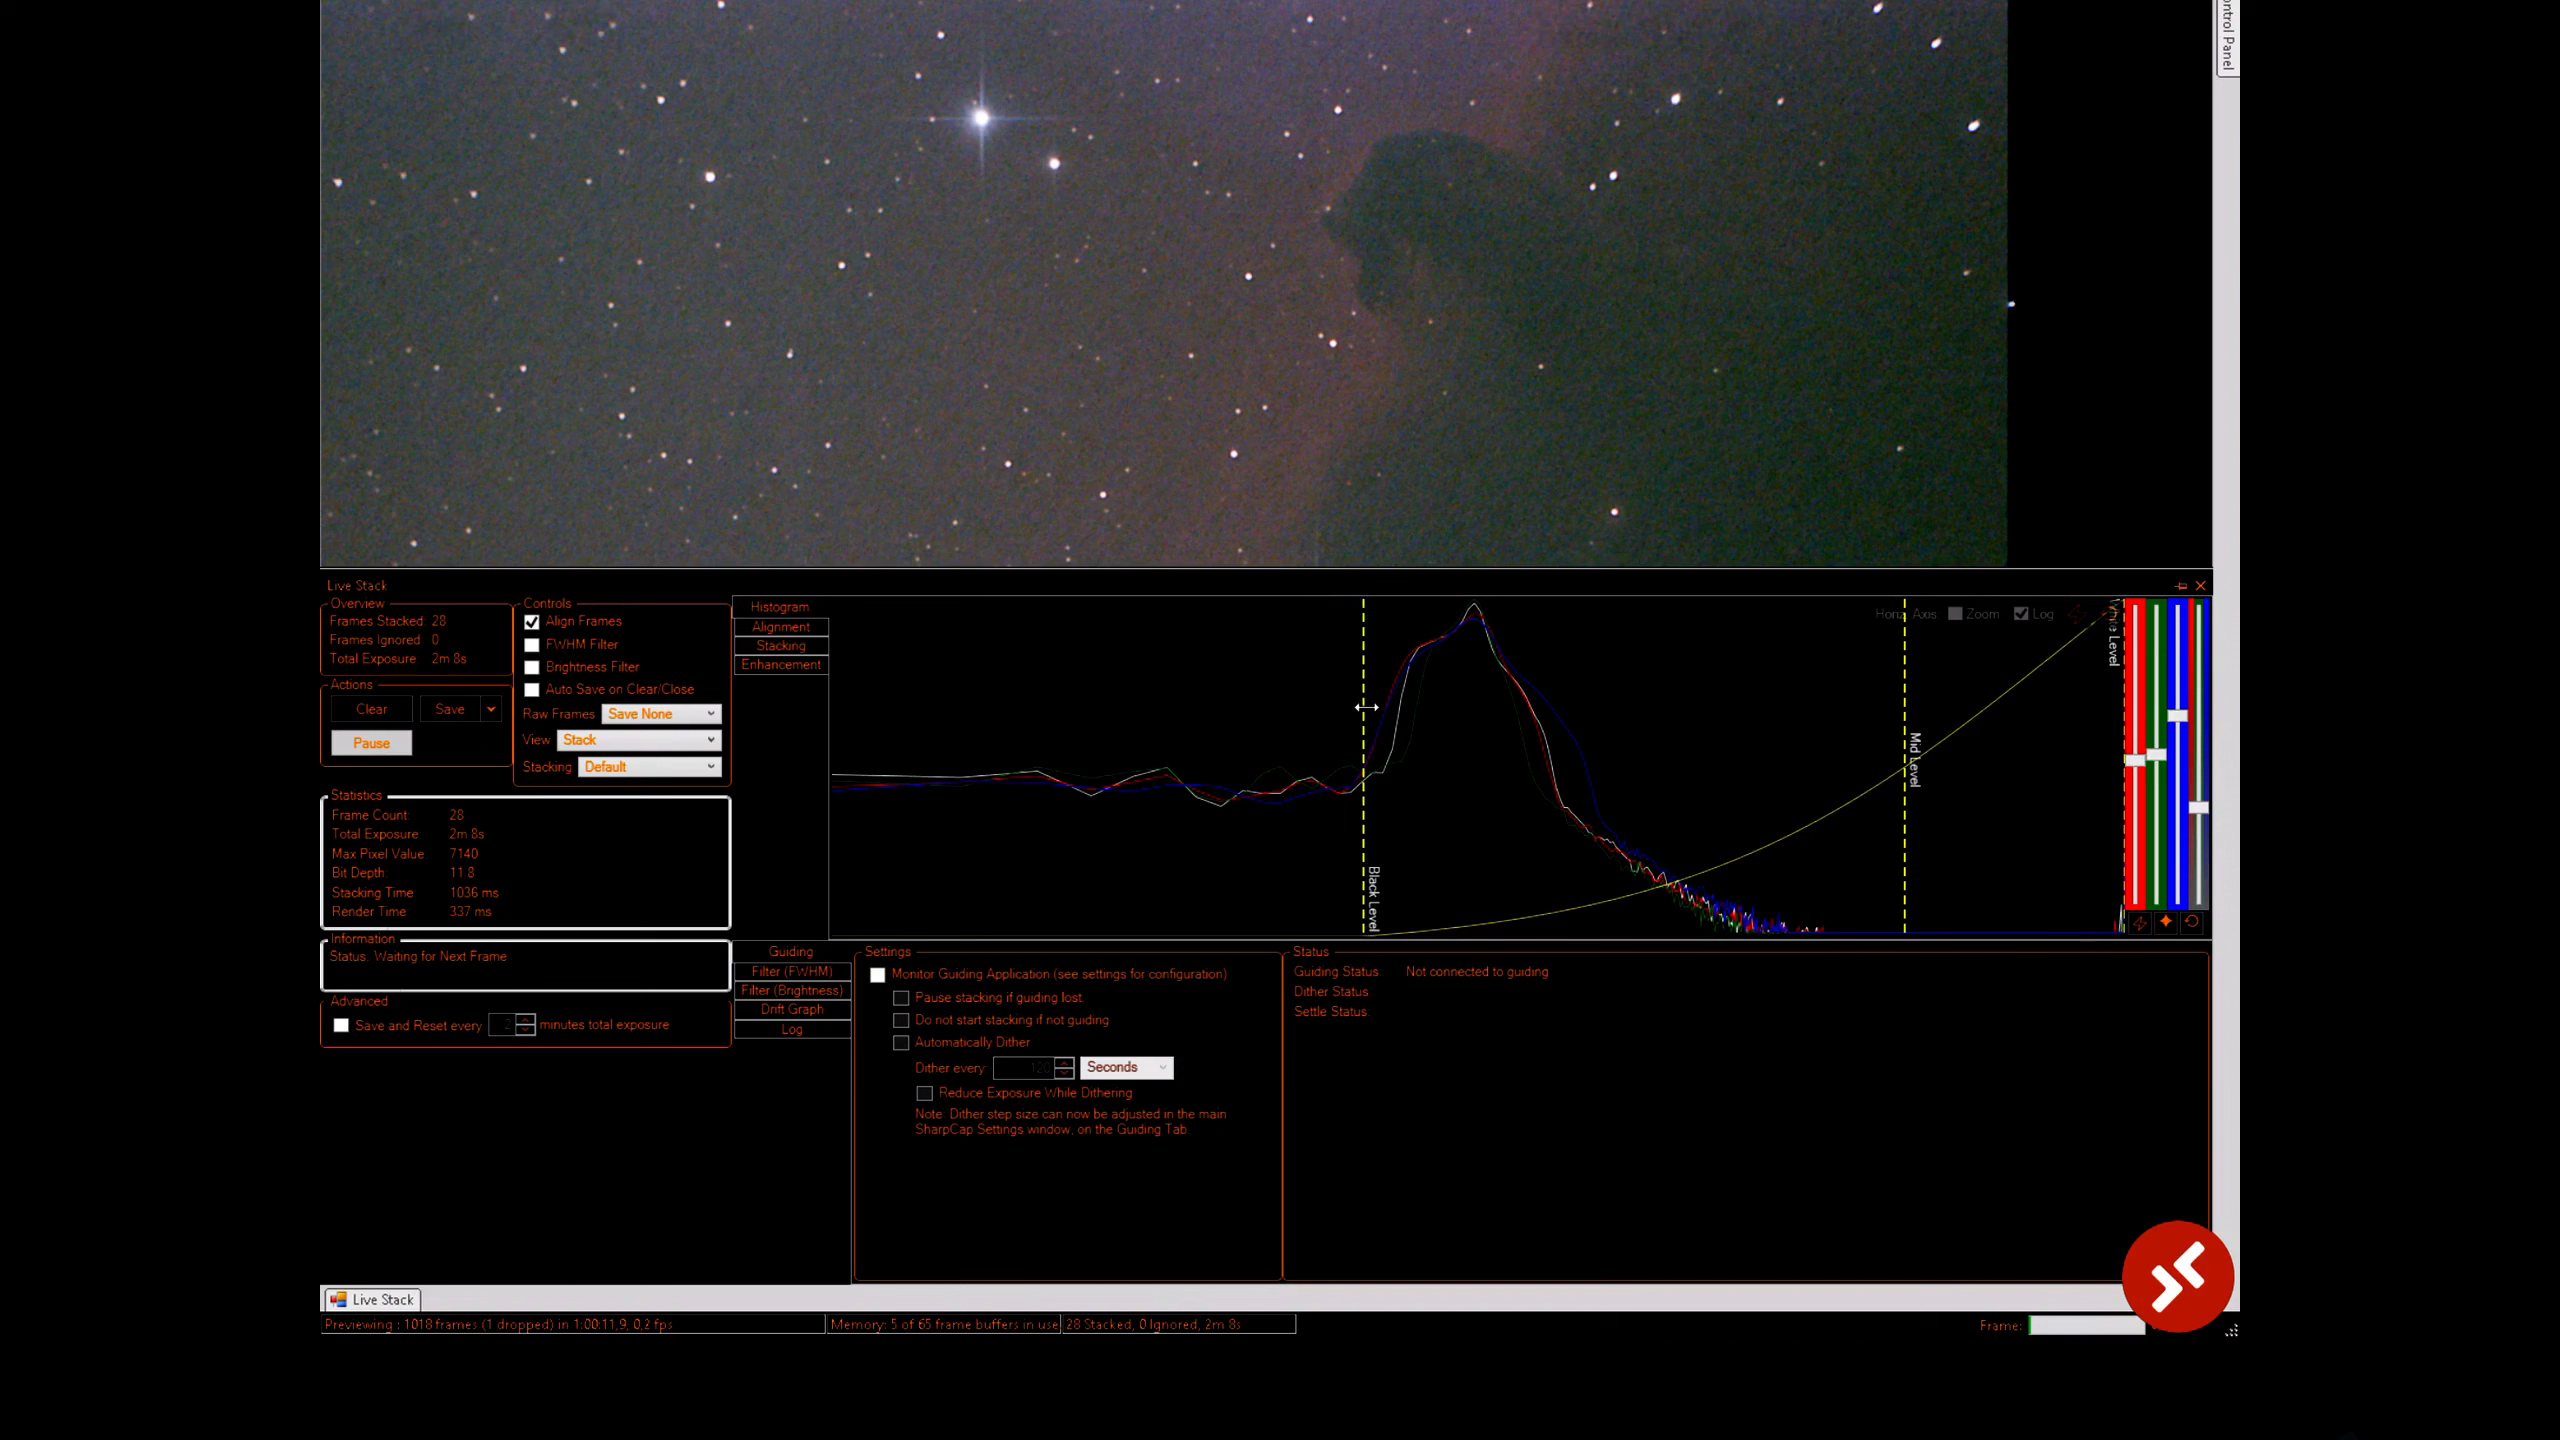 ontrol Panel
Live Stack
Overview
Frames Stacked: 28
Frames Ignored: 0
Total Exposure 2m 8s
Actions
Clear
Save
Pause
Controls
Align Frames
FWHM Filter
Brightness Filter
Auto Save on Clear/Close
Raw Frames Save None
View Stack
Stacking Default
Histogram
Alignment
Stacking
Enhancement
Horiz Axis Zoom Log
Black Level
Mid Level
White Level
Statistics
Frame Count: 28
Total Exposure 2m 8s
Max Pixel Value 7140
Bit Depth: 11.8
Stacking Time 1036 ms
Render Time: 337 ms
Information
Status: Waiting for Next Frame
Advanced
Save and Reset every 2 minutes total exposure
Guiding
Filter (FWHM)
Filter (Brightness)
Drift Graph
Log
Settings
Monitor Guiding Application (see settings for configuration)
Pause stacking if guiding lost
Do not start stacking if not guiding
Automatically Dither
Dither every: 120 Seconds
Reduce Exposure While Dithering
Note: Dither step size can now be adjusted in the main
SharpCap Settings window, on the Guiding Tab
Status
Guiding Status Not connected to guiding
Dither Status
Settle Status
Live Stack
Previewing : 1018 frames (1 dropped) in 1:00:11,9, 0,2 fps
Memory: 5 of 65 frame buffers in use
28 Stacked, 0 Ignored, 2m 8s
Frame: